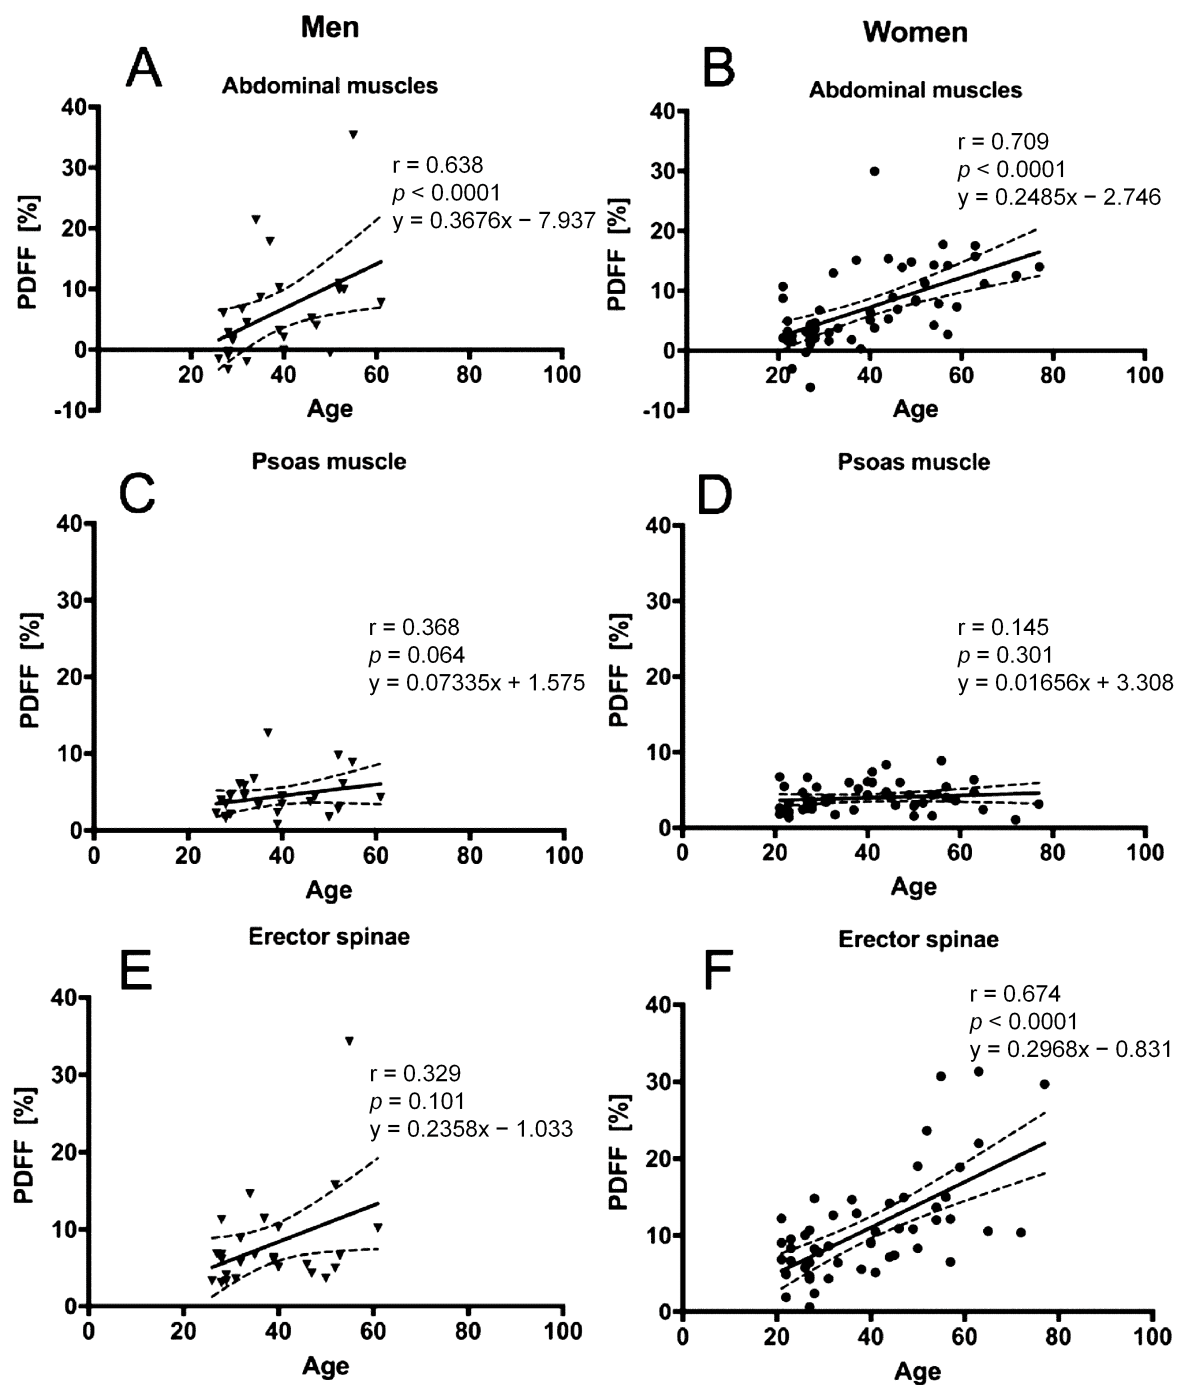 Men
Women
A
Abdominal muscles
40
30
20
10
0
-10
PDFF [%]
r = 0.638
p < 0.0001
y = 0.3676x − 7.937
20 40 60 80 100
Age
B
Abdominal muscles
40
30
20
10
0
-10
PDFF [%]
r = 0.709
p < 0.0001
y = 0.2485x − 2.746
20 40 60 80 100
Age
C
Psoas muscle
40
30
20
10
0
PDFF [%]
r = 0.368
p = 0.064
y = 0.07335x + 1.575
0 20 40 60 80 100
Age
D
Psoas muscle
40
30
20
10
0
PDFF [%]
r = 0.145
p = 0.301
y = 0.01656x + 3.308
0 20 40 60 80 100
Age
E
Erector spinae
40
30
20
10
0
PDFF [%]
r = 0.329
p = 0.101
y = 0.2358x − 1.033
0 20 40 60 80 100
Age
F
Erector spinae
40
30
20
10
0
PDFF [%]
r = 0.674
p < 0.0001
y = 0.2968x − 0.831
0 20 40 60 80 100
Age